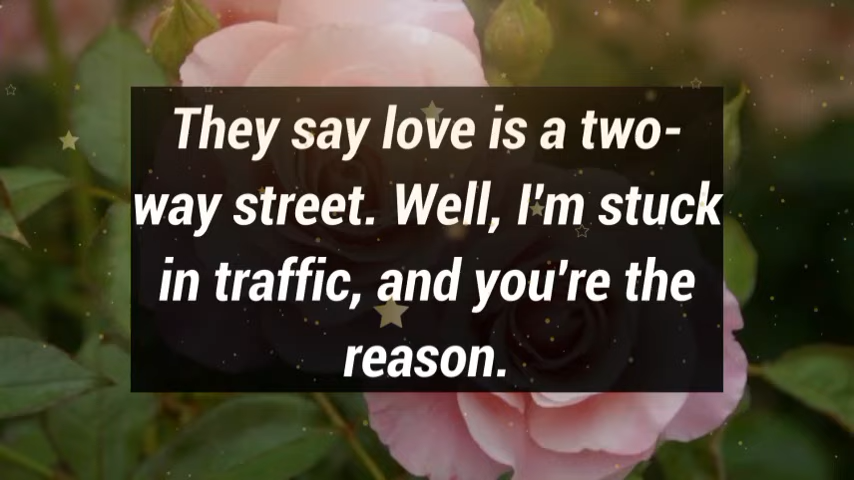 They say love is a two-
way street. Well, I'm stuck
in traffic, and you're the
reason.